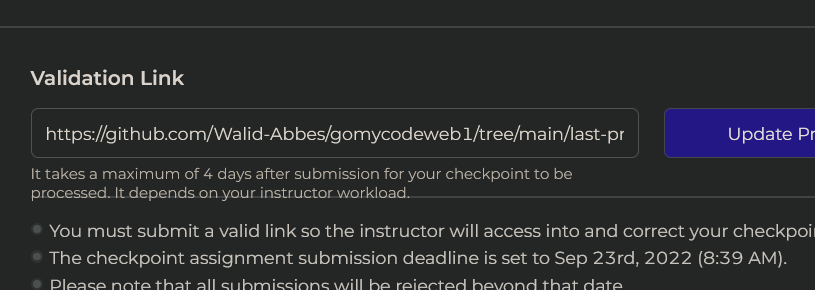 Validation Link
https://github.com/Walid-Abbes/gomycodeweb1/tree/main/last-pr
Update Pr
It takes a maximum of 4 days after submission for your checkpoint to be
processed. It depends on your instructor workload.
You must submit a valid link so the instructor will access into and correct your checkpoi
The checkpoint assignment submission deadline is set to Sep 23rd, 2022 (8:39 AM).
Please note that all submissions will be rejected beyond that date.